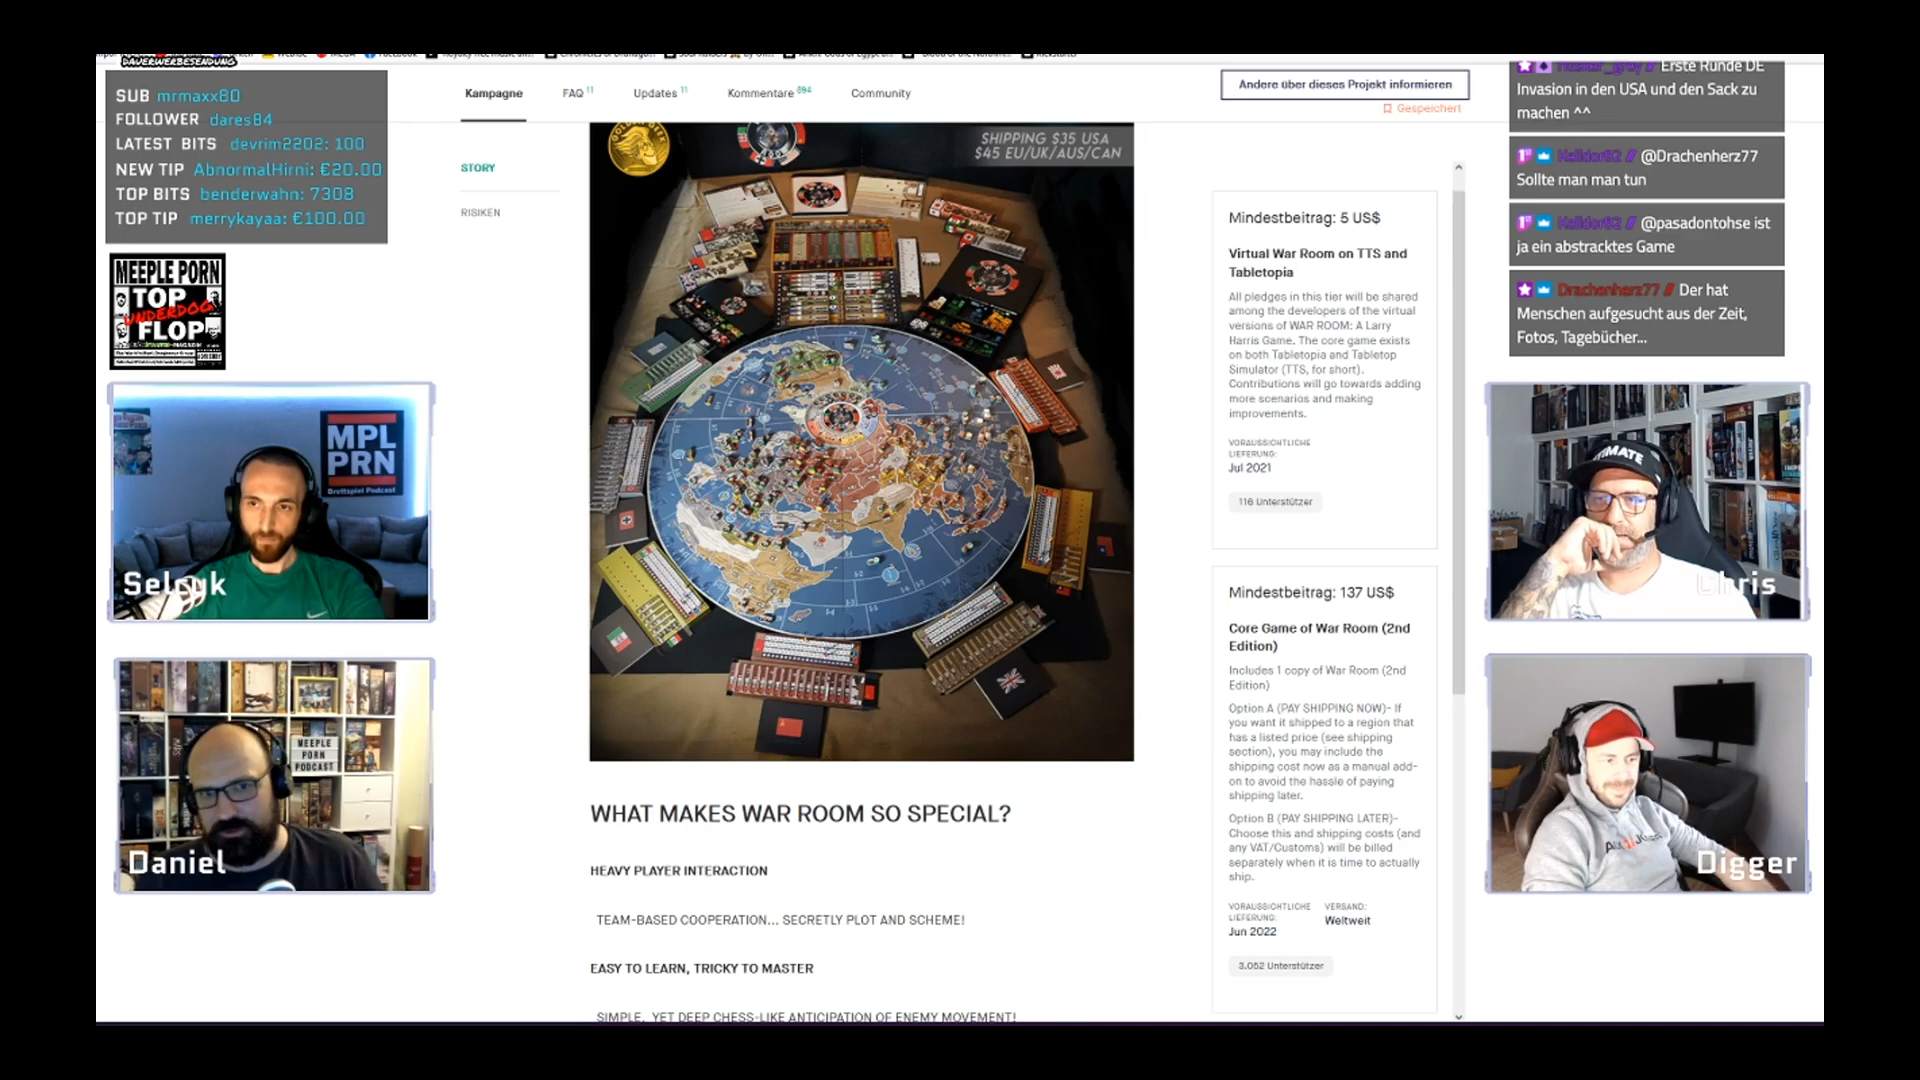 DAUERWERBESENDUNG
SUB mrmaxx80
FOLLOWER dares84
LATEST BITS devrim2202: 100
NEW TIP AbnormalHirni: €20.00
TOP BITS benderwahn: 7308
TOP TIP merrykayaa: €100.00
MEEPLE PORN
TOP
UNDERDOG
FLOP
MPL
PRN
Brettspiel Podcast
Selcuk
MEEPLE
PORN
PODCAST
Daniel
Kampagne
FAQ 11
Updates 11
Kommentare 894
Community
Andere über dieses Projekt informieren
Gespeichert
STORY
RISIKEN
GOLDEN GEEK
SHIPPING $35 USA
$45 EU/UK/AUS/CAN
WHAT MAKES WAR ROOM SO SPECIAL?
HEAVY PLAYER INTERACTION
TEAM-BASED COOPERATION... SECRETLY PLOT AND SCHEME!
EASY TO LEARN, TRICKY TO MASTER
SIMPLE, YET DEEP CHESS-LIKE ANTICIPATION OF ENEMY MOVEMENT!
Mindestbeitrag: 5 US$
Virtual War Room on TTS and
Tabletopia
All pledges in this tier will be shared
among the developers of the virtual
versions of WAR ROOM: A Larry
Harris Game. The core game exists
on both Tabletopia and Tabletop
Simulator (TTS, for short).
Contributions will go towards adding
more scenarios and making
improvements.
VORAUSSICHTLICHE
LIEFERUNG:
Jul 2021
116 Unterstützer
Mindestbeitrag: 137 US$
Core Game of War Room (2nd
Edition)
Includes 1 copy of War Room (2nd
Edition)
Option A (PAY SHIPPING NOW)- If
you want it shipped to a region that
has a listed price (see shipping
section), you may include the
shipping cost now as a manual add-
on to avoid the hassle of paying
shipping later.
Option B (PAY SHIPPING LATER)-
Choose this and shipping costs (and
any VAT/Customs) will be billed
separately when it is time to actually
ship.
VORAUSSICHTLICHE
LIEFERUNG:
Jun 2022
VERSAND:
Weltweit
3.052 Unterstützer
Erste Runde DE
Invasion in den USA und den Sack zu
machen ^^
Kelldor82 // @Drachenherz77
Sollte man man tun
Kelldor82 // @pasadontohse ist
ja ein abstracktes Game
Drachenherz77 // Der hat
Menschen aufgesucht aus der Zeit,
Fotos, Tagebücher...
Chris
Digger